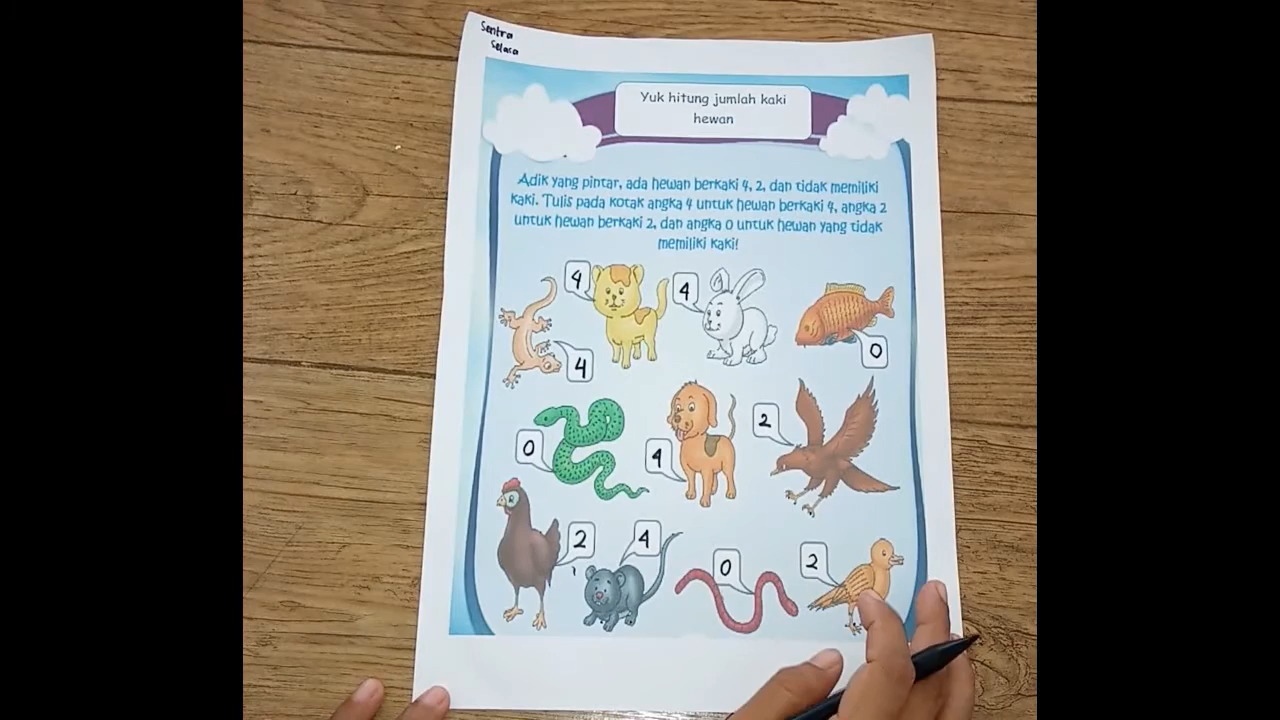 Sentra
Selasa
Yuk hitung jumlah kaki
hewan
Adik yang pintar, ada hewan berkaki 4, 2, dan tidak memiliki
kaki. Tulis pada kotak angka 4 untuk hewan berkaki 4, angka 2
untuk hewan berkaki 2, dan angka 0 untuk hewan yang tidak
memiliki kaki!
4
4
4
0
0
4
2
2
4
0
2